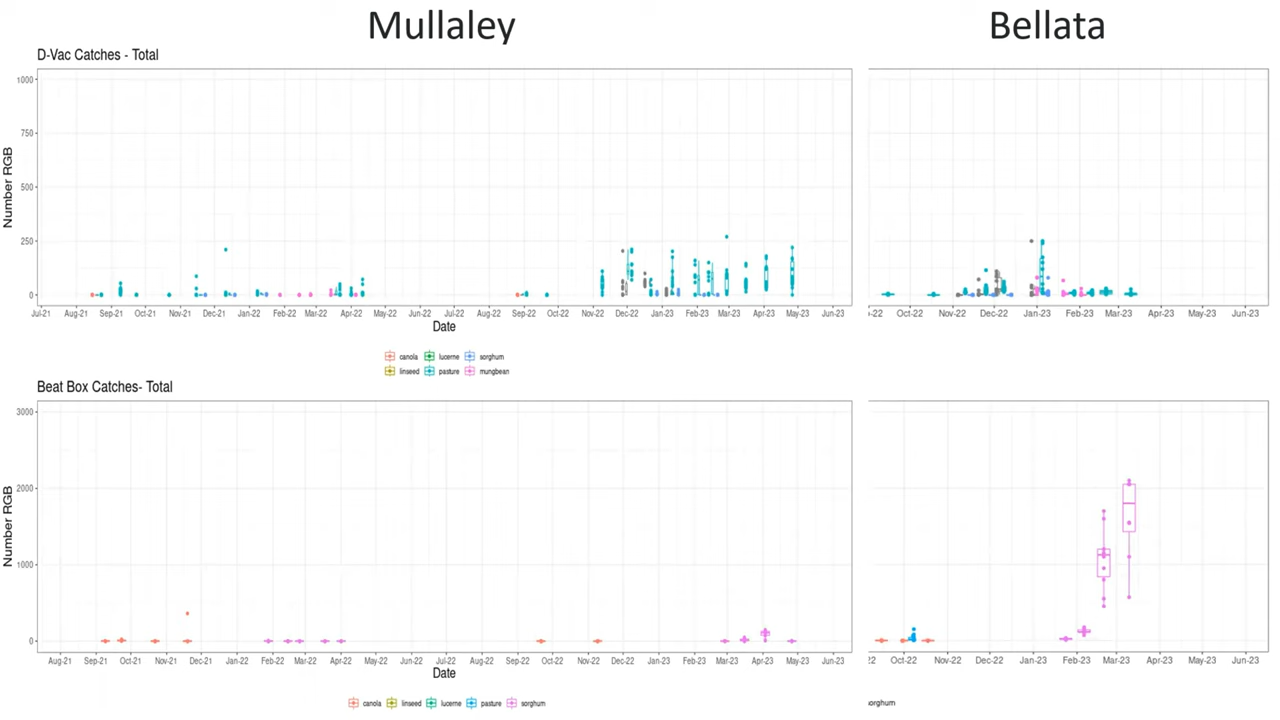 Mullaley Bellata
D-Vac Catches - Total
Number RGB
1000
750
500
250
0
Jul-21 Aug-21 Sep-21 Oct-21 Nov-21 Dec-21 Jan-22 Feb-22 Mar-22 Apr-22 May-22 Jun-22 Jul-22 Aug-22 Sep-22 Oct-22 Nov-22 Dec-22 Jan-23 Feb-23 Mar-23 Apr-23 May-23 Jun-23
-22 Oct-22 Nov-22 Dec-22 Jan-23 Feb-23 Mar-23 Apr-23 May-23 Jun-23
Date
canola lucerne sorghum
linseed pasture mungbean
Beat Box Catches- Total
Number RGB
3000
2000
1000
0
Aug-21 Sep-21 Oct-21 Nov-21 Dec-21 Jan-22 Feb-22 Mar-22 Apr-22 May-22 Jun-22 Jul-22 Aug-22 Sep-22 Oct-22 Nov-22 Dec-22 Jan-23 Feb-23 Mar-23 Apr-23 May-23 Jun-23
22 Oct-22 Nov-22 Dec-22 Jan-23 Feb-23 Mar-23 Apr-23 May-23 Jun-23
Date
canola linseed lucerne pasture sorghum
sorghum